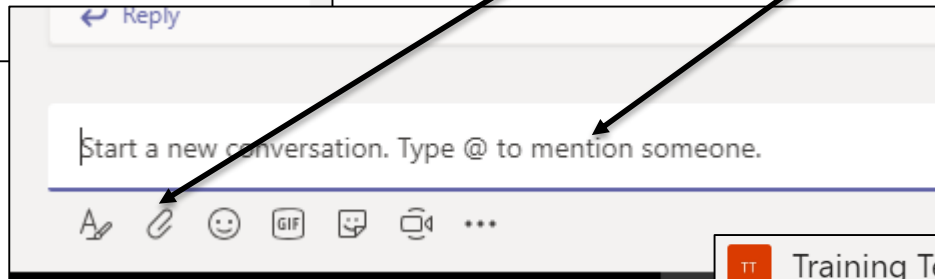 Reply
Start a new conversation. Type @ to mention someone.
GIF
TT Training